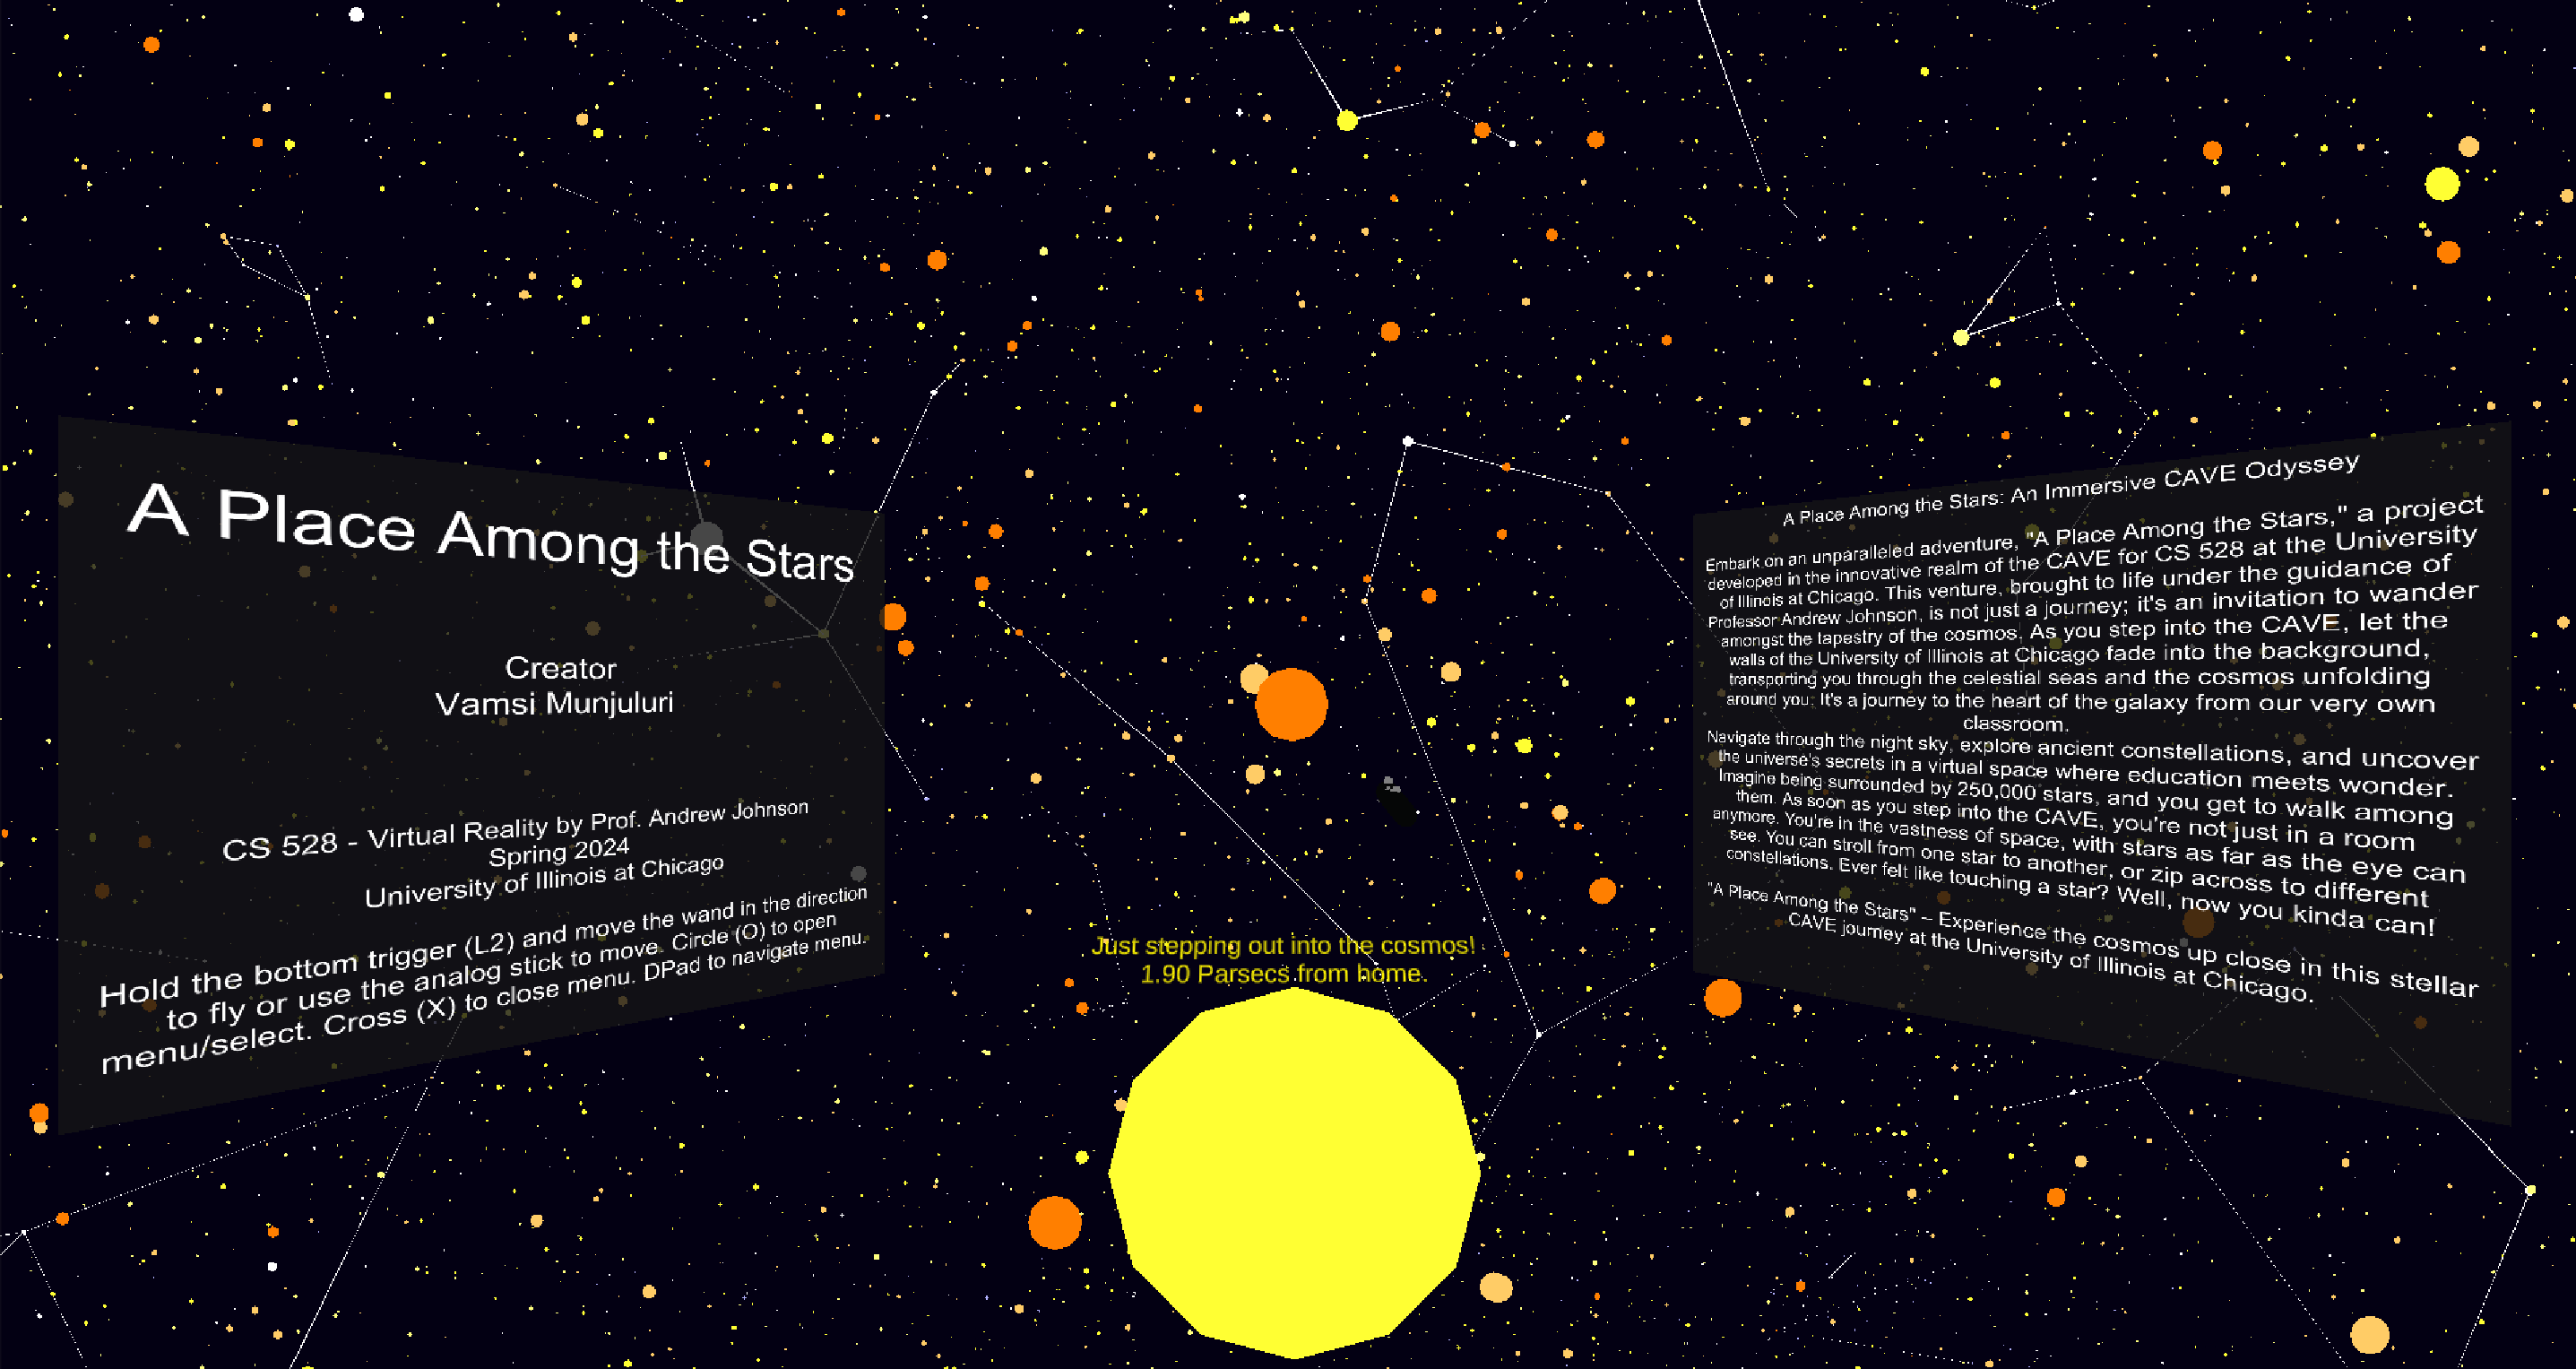 A Place Among the Stars
Creator
Vamsi Munjuluri
CS 528 - Virtual Reality by Prof. Andrew Johnson
Spring 2024
University of Illinois at Chicago
Hold the bottom trigger (L2) and move the wand in the direction
to fly or use the analog stick to move. Circle (O) to open
menu/select. Cross (X) to close menu. DPad to navigate menu.
Just stepping out into the cosmos!
1.90 Parsecs from home.
A Place Among the Stars: An Immersive CAVE Odyssey
Embark on an unparalleled adventure, "A Place Among the Stars," a project
developed in the innovative realm of the CAVE for CS 528 at the University
of Illinois at Chicago. This venture, brought to life under the guidance of
Professor Andrew Johnson, is not just a journey; it's an invitation to wander
amongst the tapestry of the cosmos. As you step into the CAVE, let the
walls of the University of Illinois at Chicago fade into the background,
transporting you through the celestial seas and the cosmos unfolding
around you. It's a journey to the heart of the galaxy from our very own
classroom.
Navigate through the night sky, explore ancient constellations, and uncover
the universe's secrets in a virtual space where education meets wonder.
Imagine being surrounded by 250,000 stars, and you get to walk among
them. As soon as you step into the CAVE, you're not just in a room
anymore. You're in the vastness of space, with stars as far as the eye can
see. You can stroll from one star to another, or zip across to different
constellations. Ever felt like touching a star? Well, now you kinda can!
"A Place Among the Stars" – Experience the cosmos up close in this stellar
CAVE journey at the University of Illinois at Chicago.